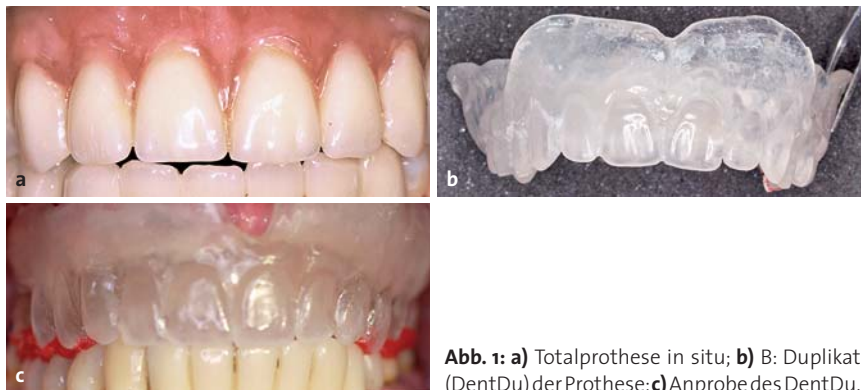 a
b
c
Abb. 1: a) Totalprothese in situ; b) B: Duplikat
(DentDu) der Prothese; c) Anprobe des DentDu.